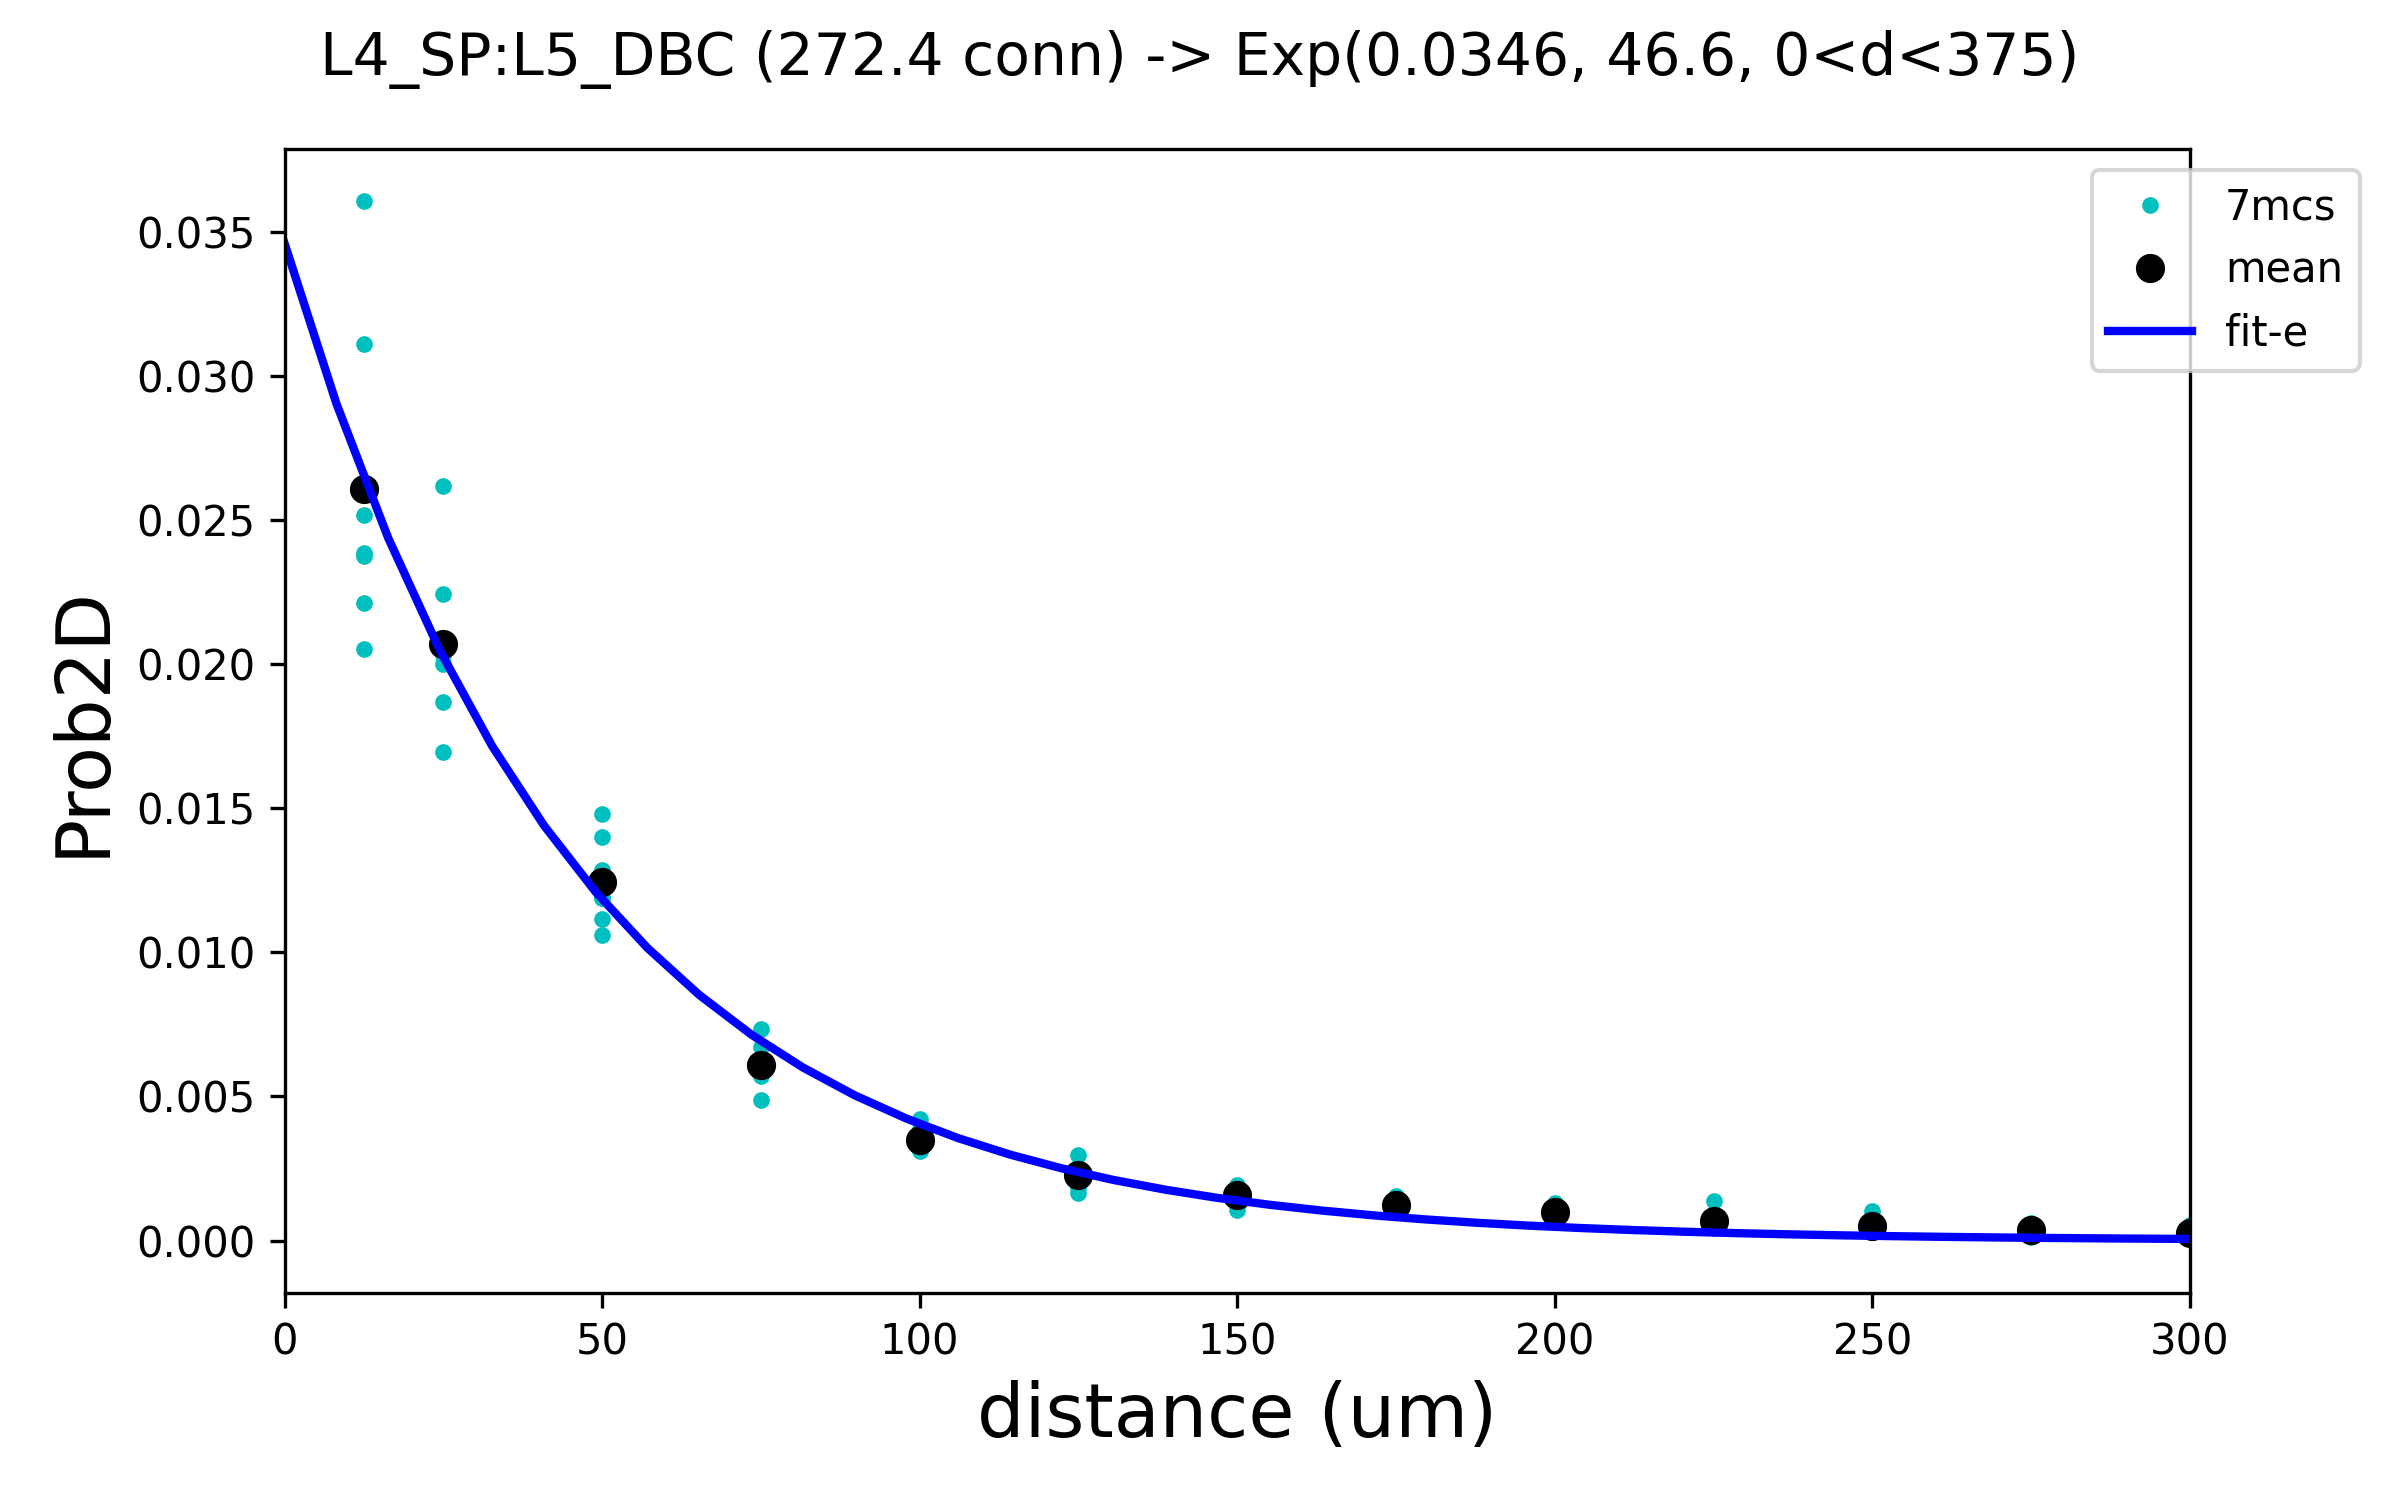 L4_SP:L5_DBC (272.4 conn) -> Exp(0.0346, 46.6, 0<d<375)
7mcs
mean
fit-e
Prob2D
0.035
0.030
0.025
0.020
0.015
0.010
0.005
0.000
0 50 100 150 200 250 300
distance (um)